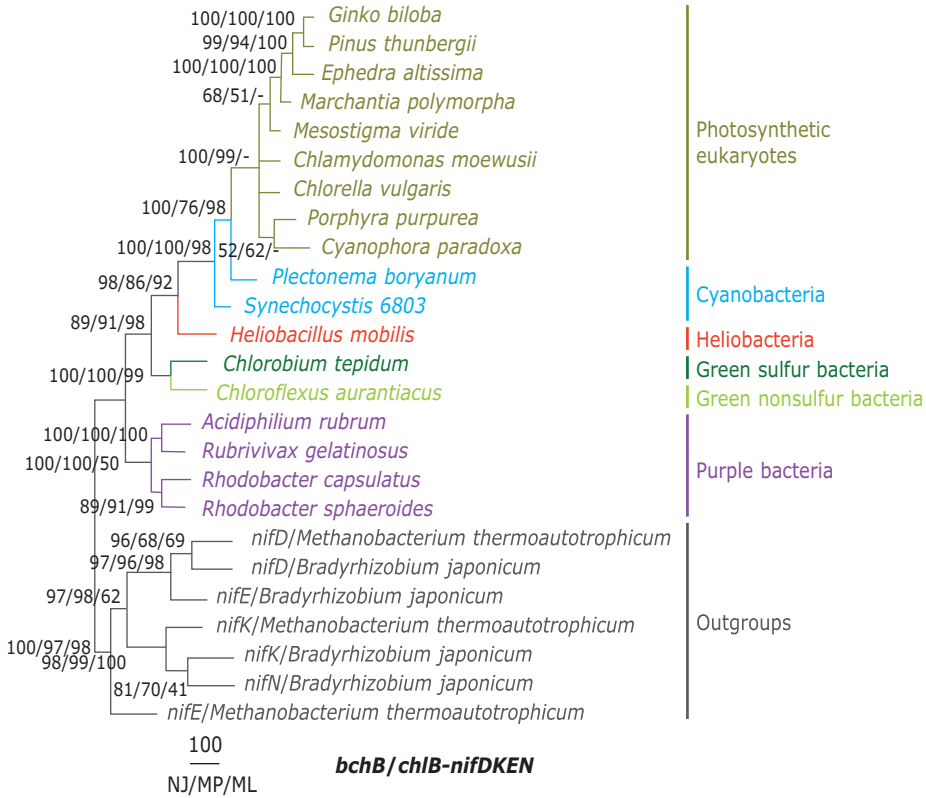 100/100/100
Ginko biloba
99/94/100
Pinus thunbergii
100/100/100
Ephedra altissima
68/51/-
Marchantia polymorpha
Mesostigma viride
Photosynthetic
eukaryotes
100/99/-
Chlamydomonas moewusii
Chlorella vulgaris
100/76/98
Porphyra purpurea
100/100/98
52/62/-
Cyanophora paradoxa
98/86/92
Plectonema boryanum
Cyanobacteria
Synechocystis 6803
89/91/98
Heliobacillus mobilis
Heliobacteria
Chlorobium tepidum
Green sulfur bacteria
100/100/99
Chloroflexus aurantiacus
Green nonsulfur bacteria
Acidiphilium rubrum
100/100/100
Rubrivivax gelatinosus
100/100/50
Purple bacteria
Rhodobacter capsulatus
89/91/99
Rhodobacter sphaeroides
96/68/69
nifD/Methanobacterium thermoautotrophicum
97/96/98
nifD/Bradyrhizobium japonicum
97/98/62
nifE/Bradyrhizobium japonicum
nifK/Methanobacterium thermoautotrophicum
Outgroups
100/97/98
98/99/100
nifK/Bradyrhizobium japonicum
81/70/41
nifN/Bradyrhizobium japonicum
nifE/Methanobacterium thermoautotrophicum
100
NJ/MP/ML
bchB/chlB-nifDKEN